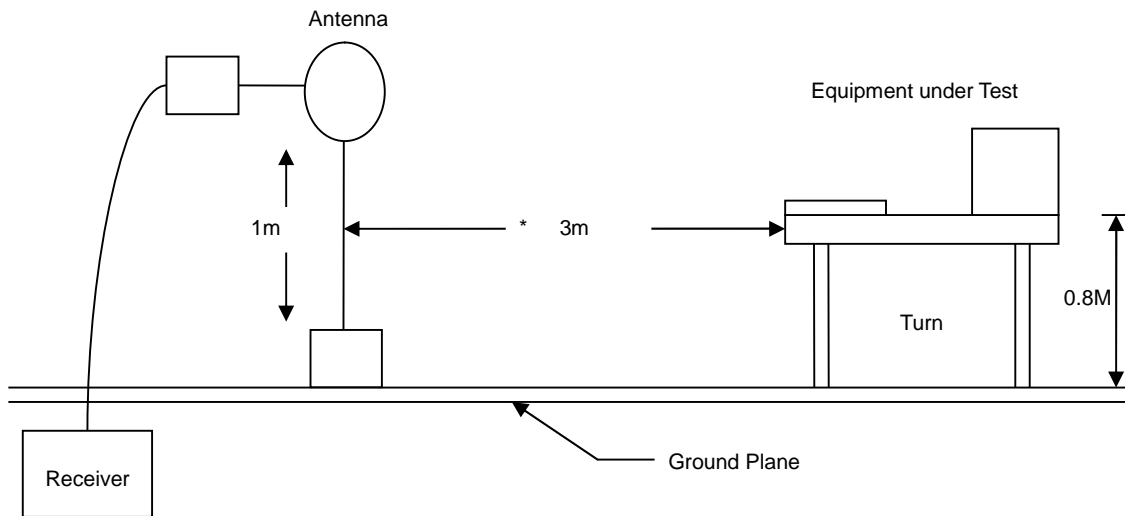 Antenna
Equipment under Test
1m
* 3m
0.8M
Turn
Ground Plane
Receiver